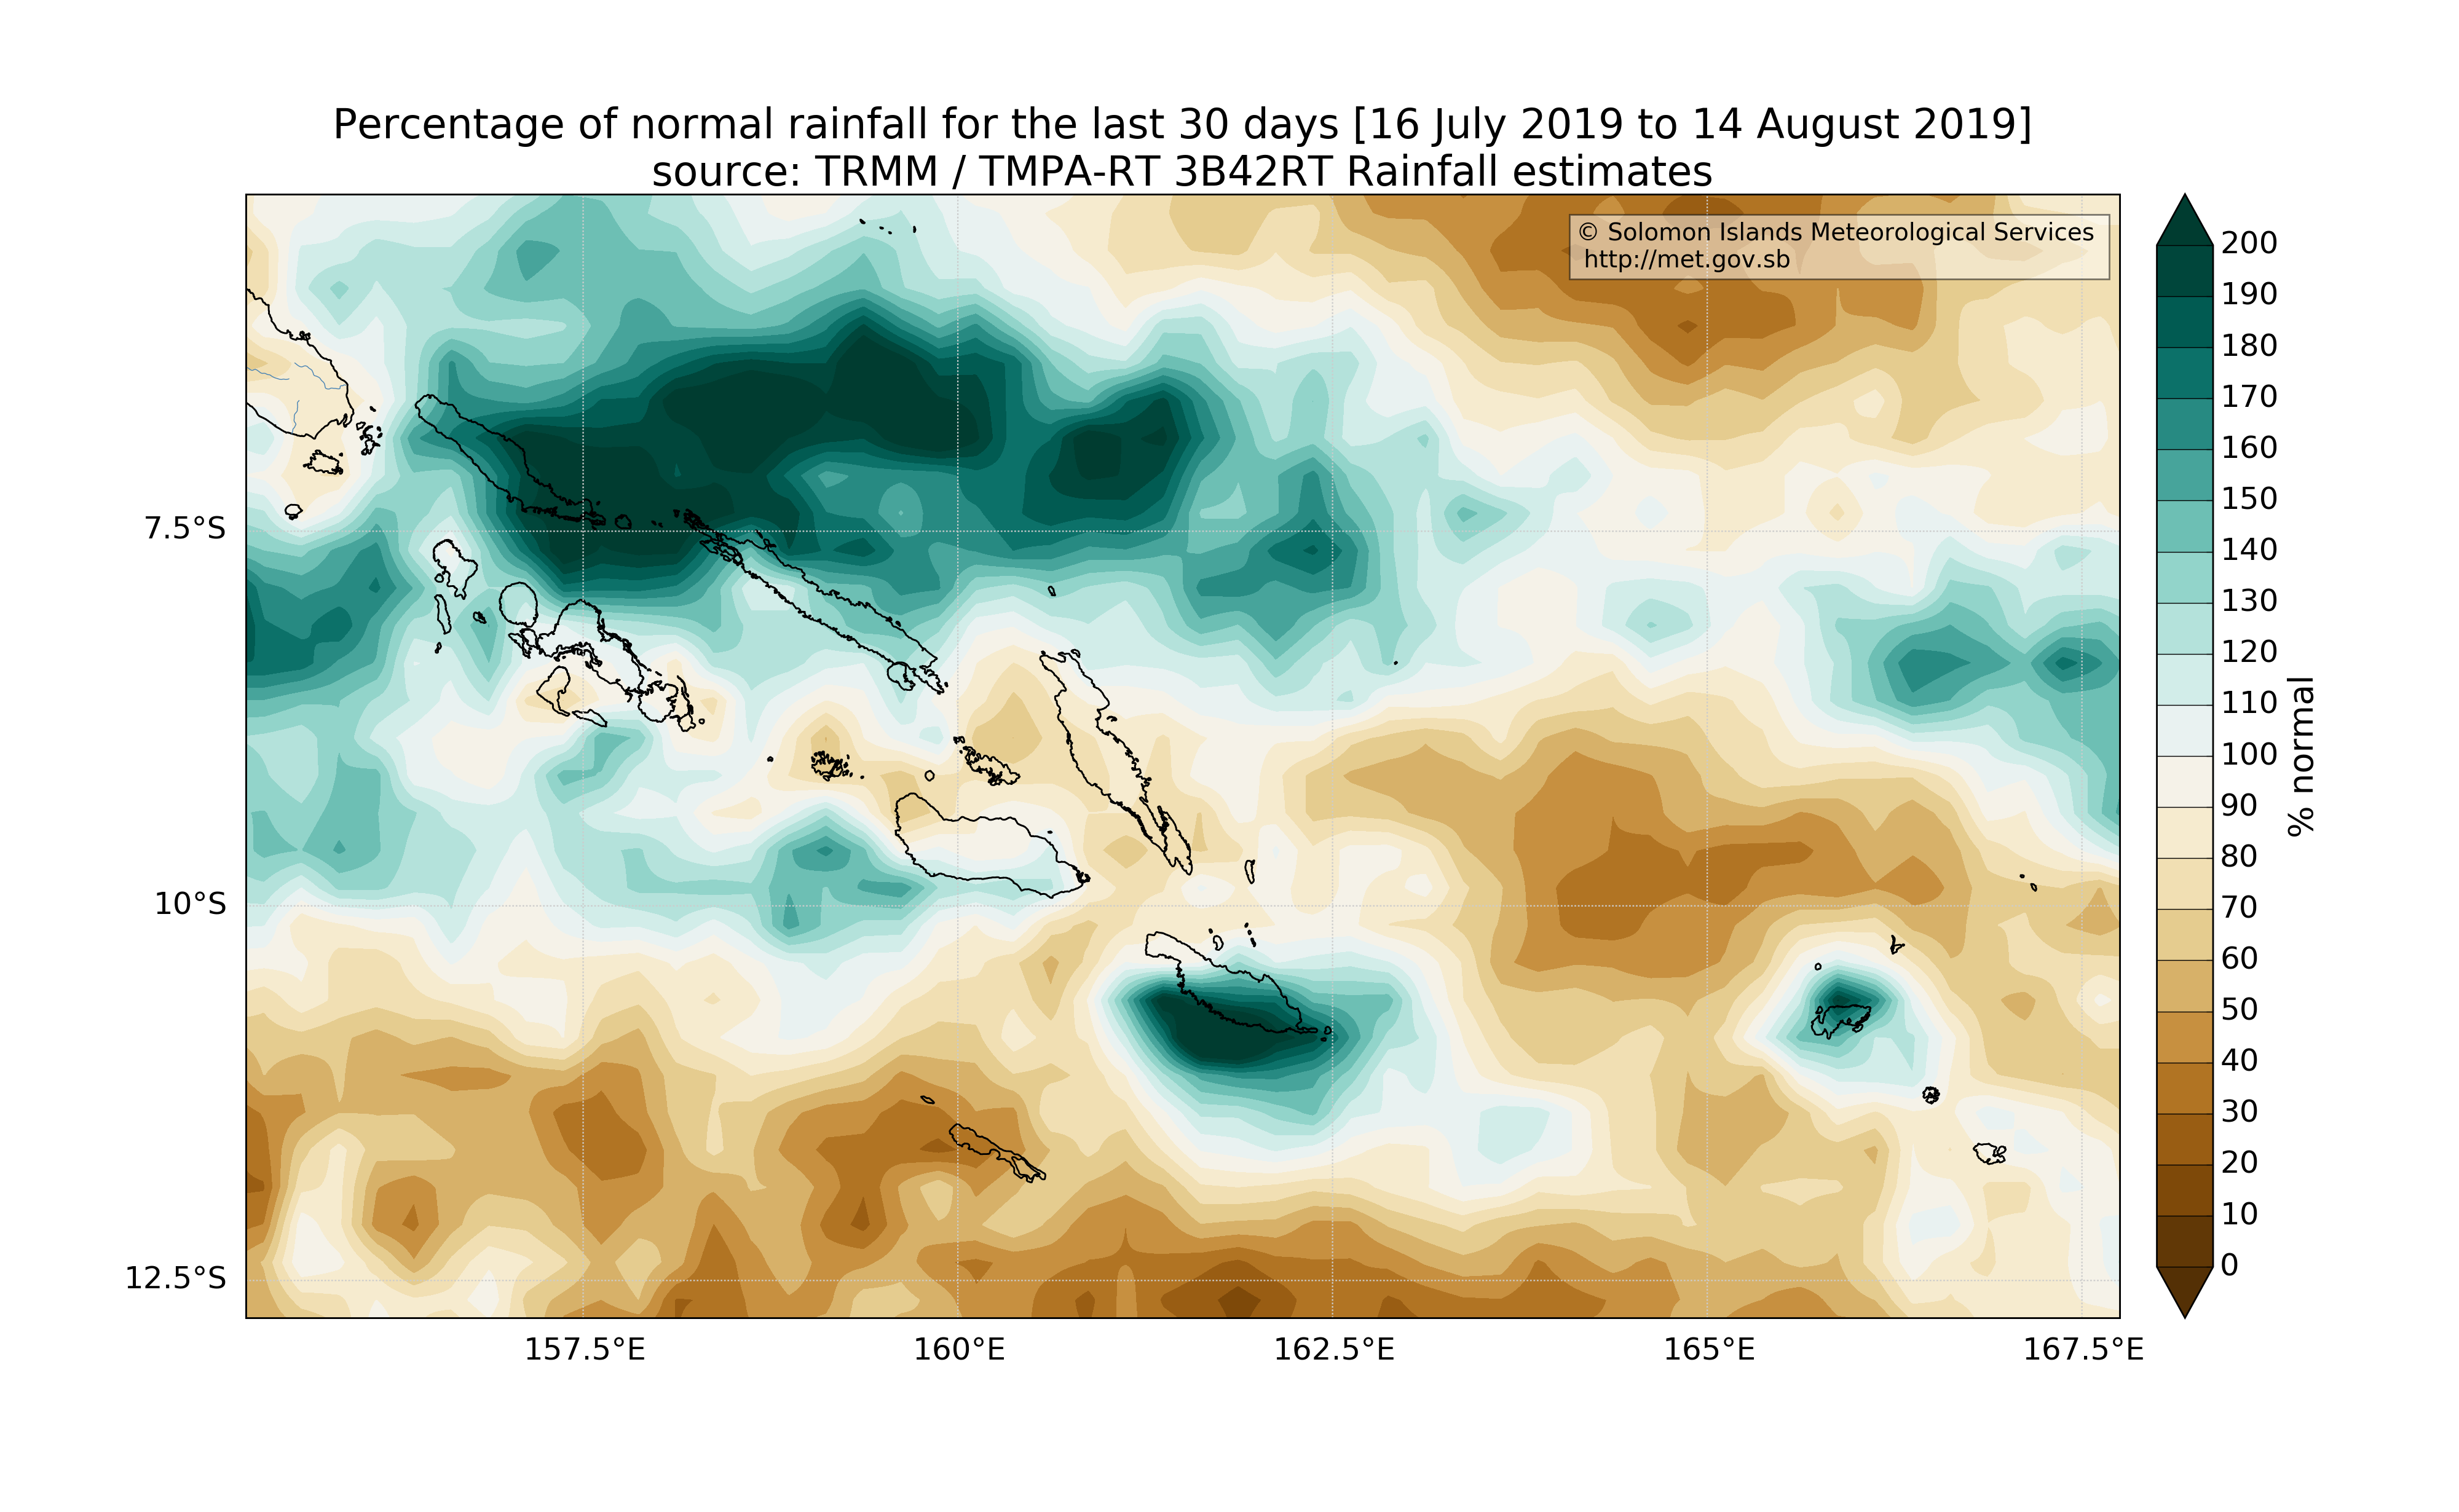 Percentage of normal rainfall for the last 30 days [16 July 2019 to 14 August 2019]
source: TRMM / TMPA-RT 3B42RT Rainfall estimates
© Solomon Islands Meteorological Services
http://met.gov.sb
7.5°S
10°S
12.5°S
157.5°E
160°E
162.5°E
165°E
167.5°E
200
190
180
170
160
150
140
130
120
110
100
90
80
70
60
50
40
30
20
10
0
% normal